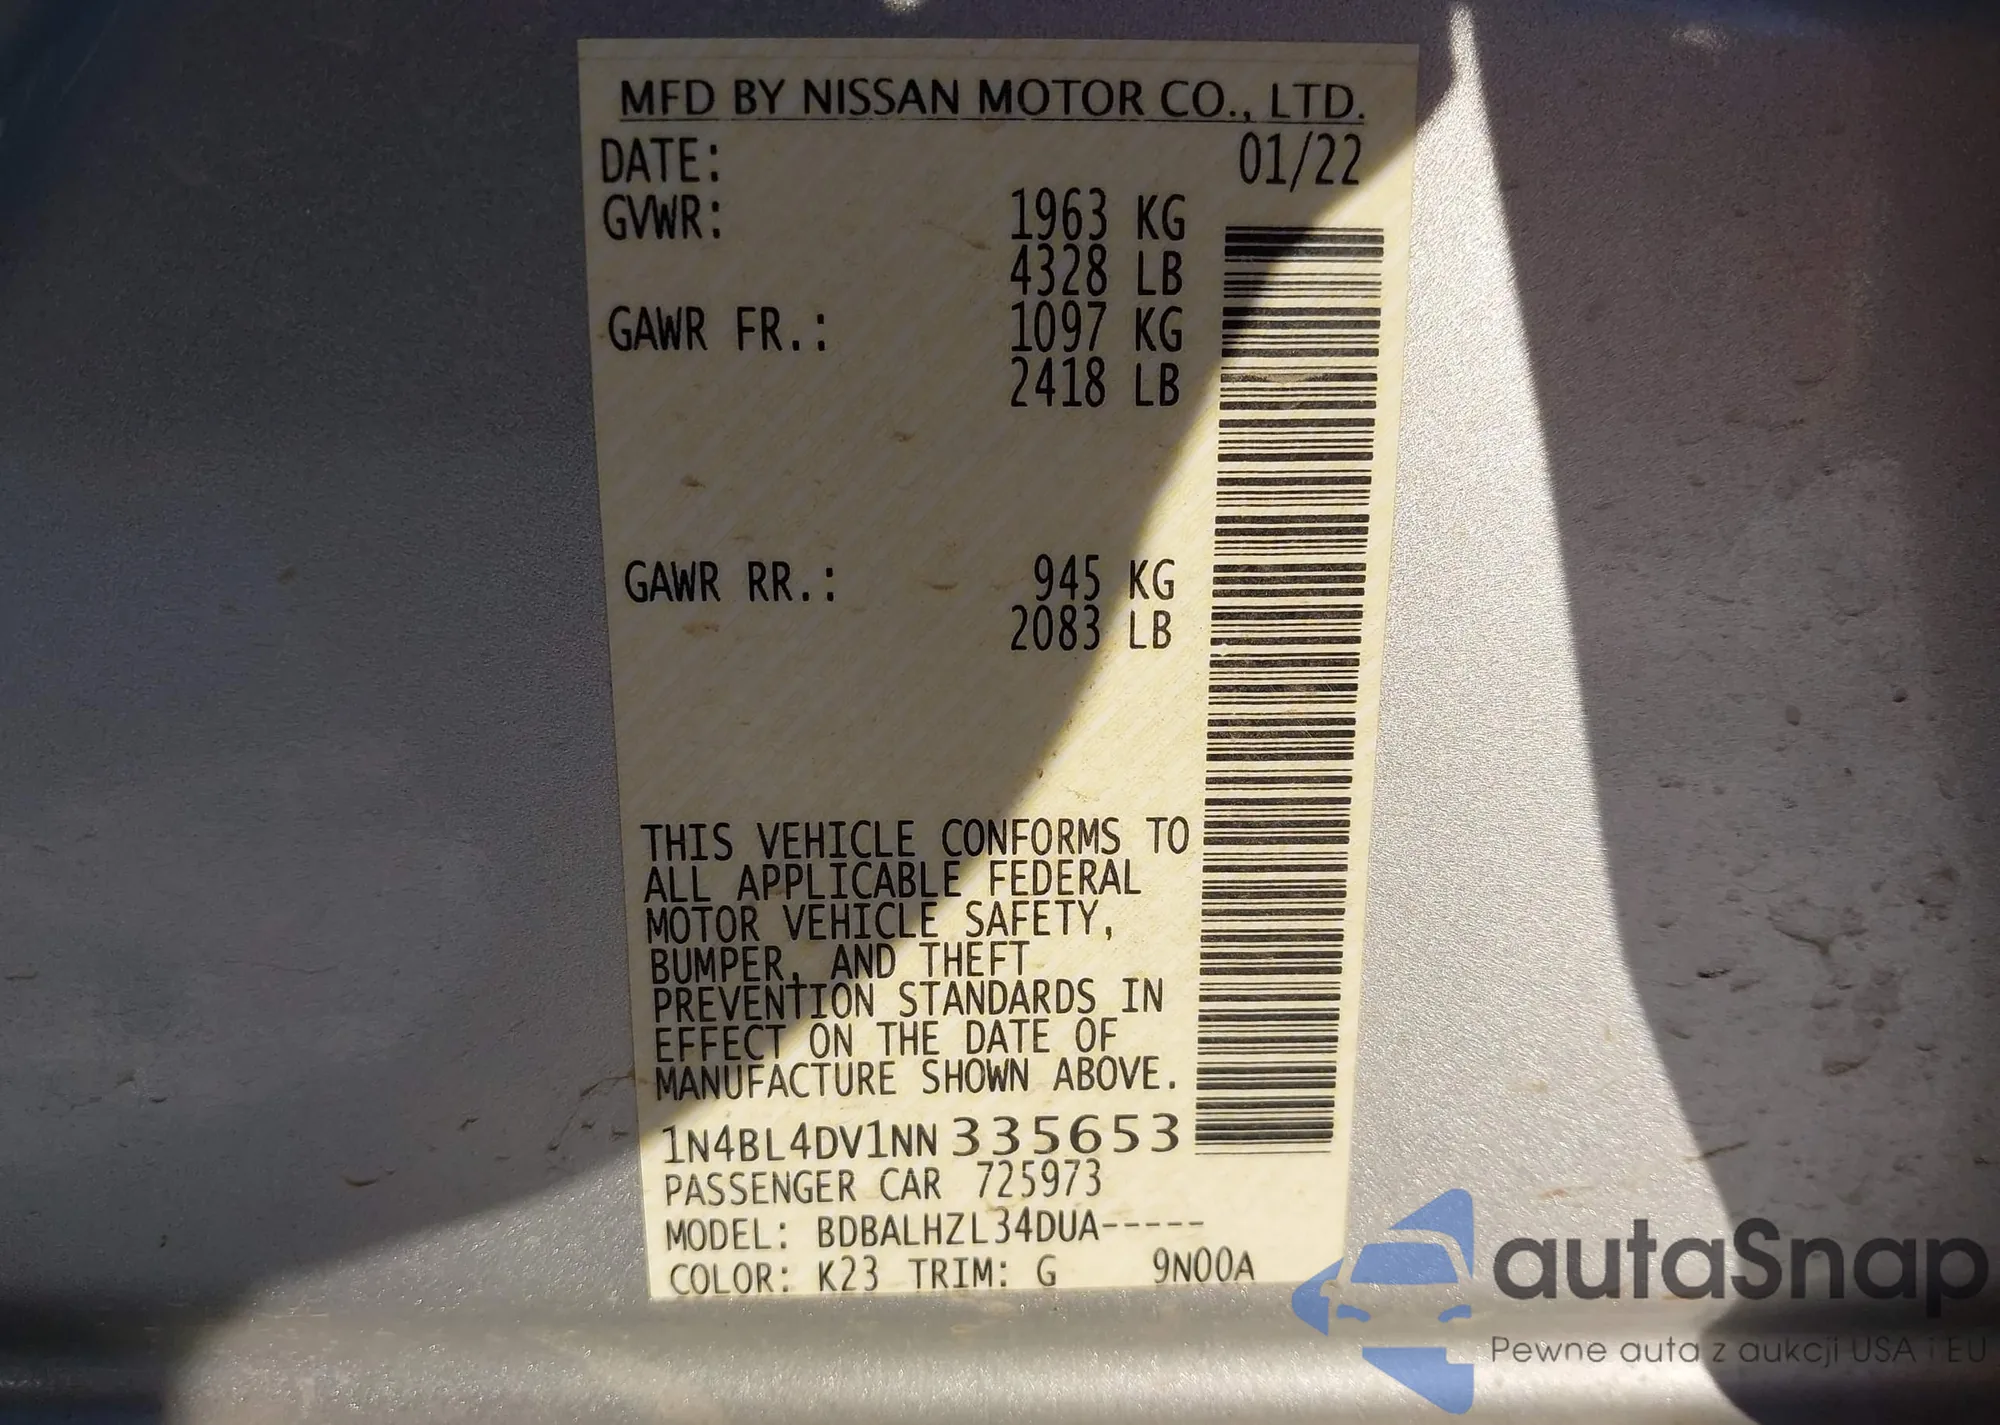 MFD BY NISSAN MOTOR CO., LTD.
DATE: 01/22
GVWR: 1963 KG
4328 LB
GAWR FR.: 1097 KG
2418 LB
GAWR RR.: 945 KG
2083 LB
THIS VEHICLE CONFORMS TO
ALL APPLICABLE FEDERAL
MOTOR VEHICLE SAFETY,
BUMPER, AND THEFT
PREVENTION STANDARDS IN
EFFECT ON THE DATE OF
MANUFACTURE SHOWN ABOVE.
1N4BL4DV1NN335653
PASSENGER CAR 725973
MODEL: BDBALHZL34DUA-----
COLOR: K23 TRIM: G 9N00A
autaSnap
Pewne auta z aukcji USA i EU